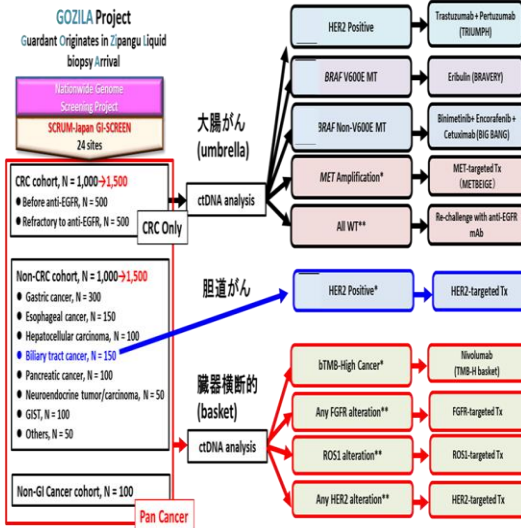 GOZILA Project
Guardant Originates in Zipangu Liquid
biopsy Arrival
Nationwide Genome
Screening Project
SCRUM-Japan GI-SCREEN
24 sites
CRC cohort, N = 1,000→1,500
●Before anti-EGFR, N = 500
●Refractory to anti-EGFR, N = 500
CRC Only
Non-CRC cohort, N = 1,000→1,500
● Gastric cancer, N = 300
● Esophageal cancer, N = 150
● Hepatocellular carcinoma, N = 100
● Biliary tract cancer, N = 150
● Pancreatic cancer, N = 100
● Neuroendocrine tumor/carcinoma, N = 50
● GIST, N = 100
● Others, N = 50
Non-GI Cancer cohort, N = 100
Pan Cancer
大腸がん
(umbrella)
ctDNA analysis
HER2 Positive
Trastuzumab + Pertuzumab
(TRIUMPH)
BRAF V600E MT
Eribulin (BRAVERY)
BRAF Non-V600E MT
Binimetinib + Encorafenib +
Cetuximab (BIG BANG)
MET Amplification*
MET-targeted Tx
(METBEIGE)
All WT**
Re-challenge with anti-EGFR
mAb
胆道がん
HER2 Positive*
HER2-targeted Tx
臓器横断的
(basket)
ctDNA analysis
bTMB-High Cancer*
Nivolumab
(TMB-H basket)
Any FGFR alteration**
FGFR-targeted Tx
ROS1 alteration**
ROS1-targeted Tx
Any HER2 alteration**
HER2-targeted Tx